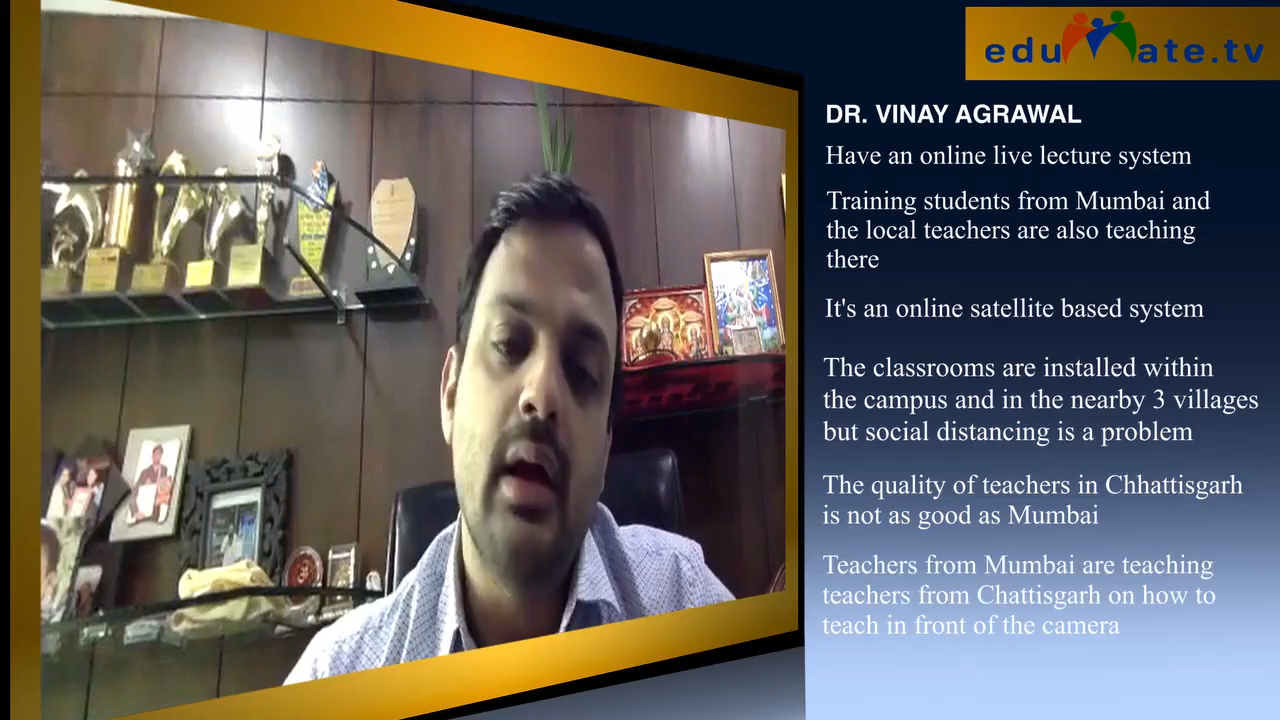 edumate.tv
DR. VINAY AGRAWAL
Have an online live lecture system
Training students from Mumbai and
the local teachers are also teaching
there
It's an online satellite based system
The classrooms are installed within
the campus and in the nearby 3 villages
but social distancing is a problem
The quality of teachers in Chhattisgarh
is not as good as Mumbai
Teachers from Mumbai are teaching
teachers from Chattisgarh on how to
teach in front of the camera